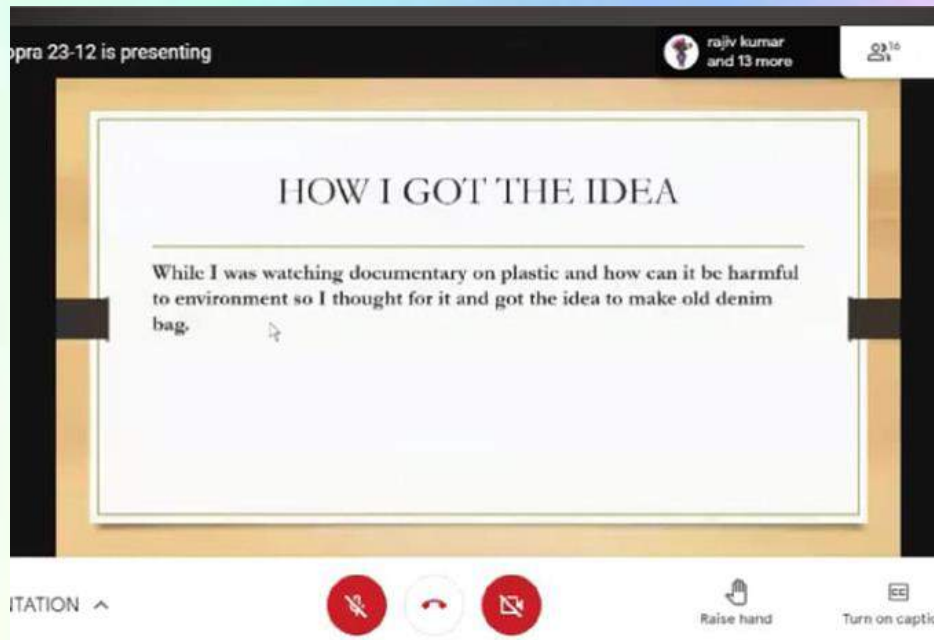 opra 23-12 is presenting
rajiv kumar
and 13 more
16
HOW I GOT THE IDEA
While I was watching documentary on plastic and how can it be harmful
to environment so I thought for it and got the idea to make old denim
bag.
NTATION
Raise hand
CC
Turn on captio